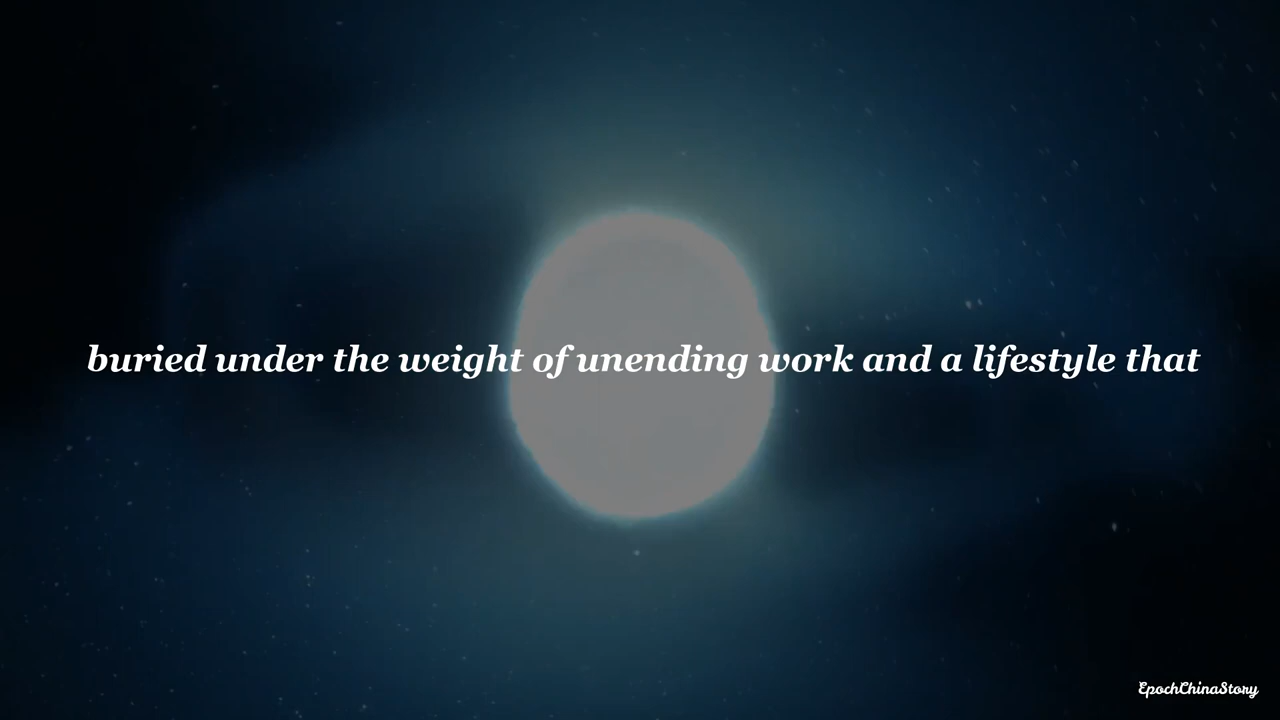 buried under the weight of unending work and a lifestyle that
EpochChinaStory